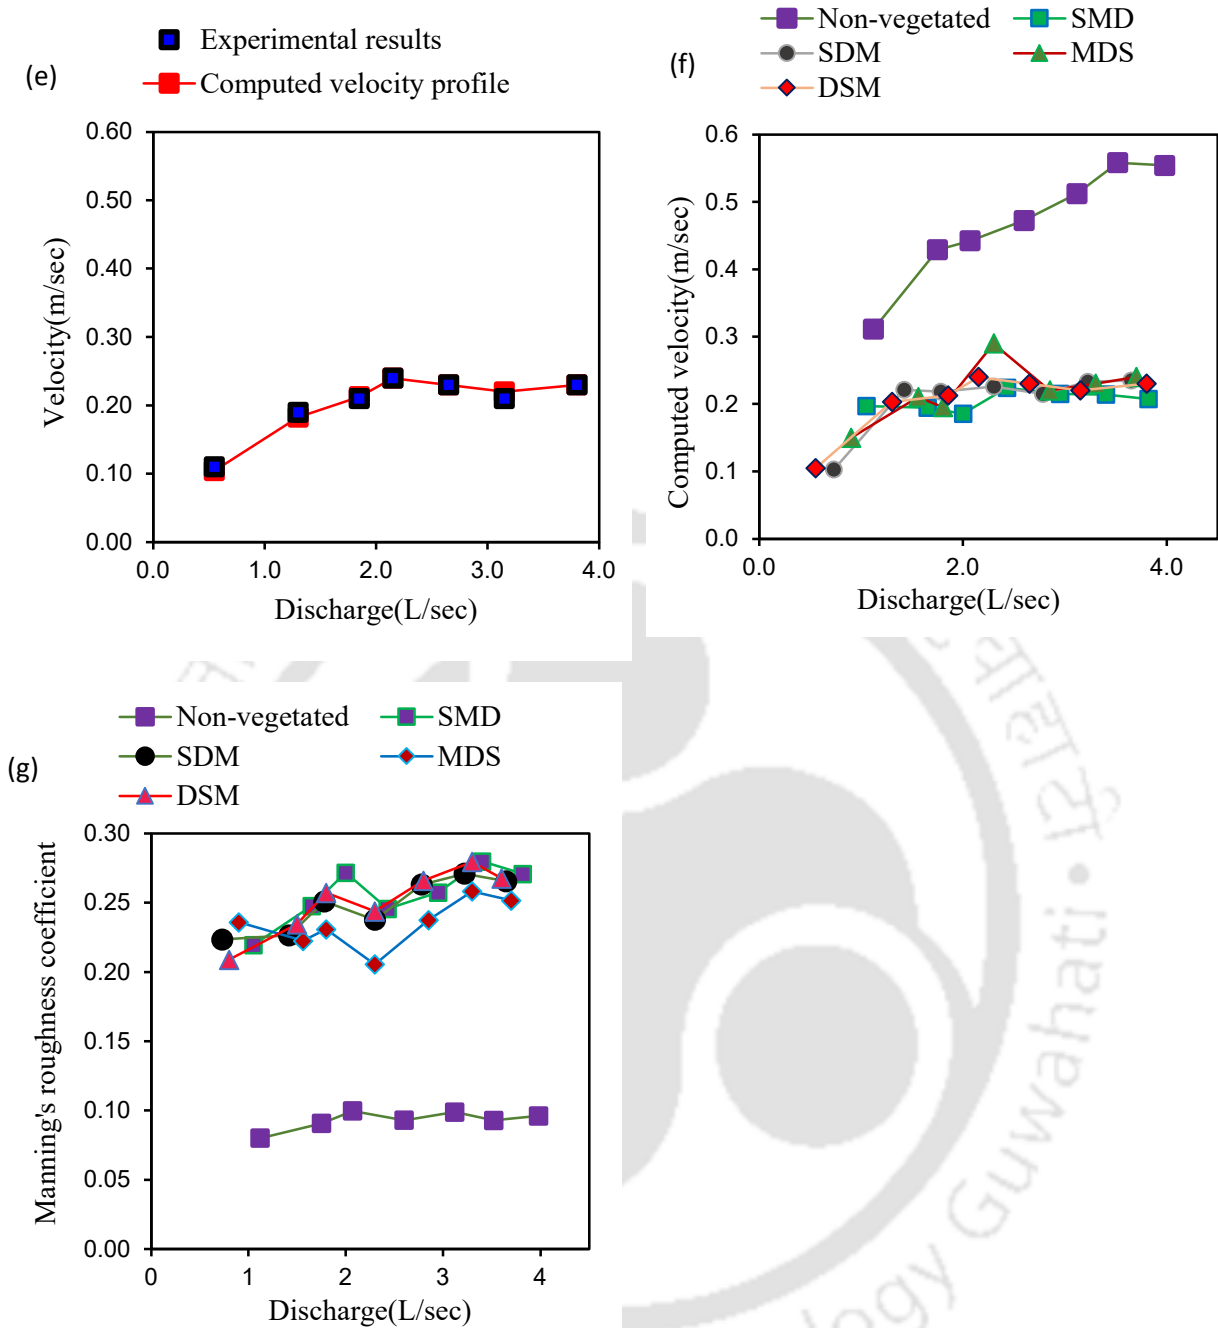 (e)
Experimental results
Computed velocity profile
0.60
0.50
0.40
0.30
0.20
0.10
0.00
Velocity(m/sec)
0.0 1.0 2.0 3.0 4.0
Discharge(L/sec)
(f)
Non-vegetated SMD
SDM MDS
DSM
0.6
0.5
0.4
0.3
0.2
0.1
0.0
Computed velocity(m/sec)
0.0 2.0 4.0
Discharge(L/sec)
(g)
Non-vegetated SMD
SDM MDS
DSM
0.30
0.25
0.20
0.15
0.10
0.05
0.00
Manning's roughness coefficient
0 1 2 3 4
Discharge(L/sec)
Guwahati